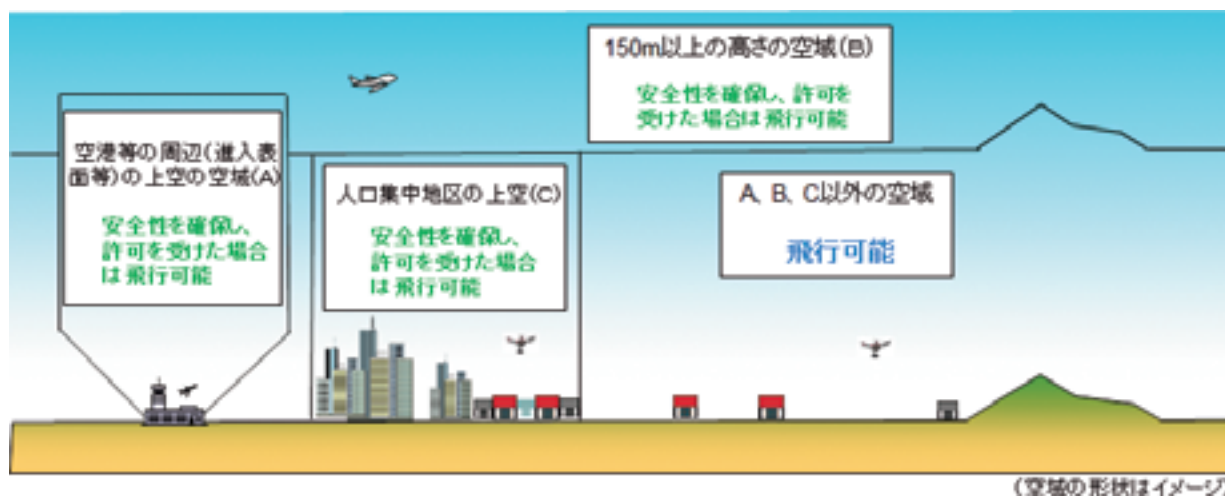 150m以上の高さの空域(B)
安全性を確保し、許可を
受けた場合は飛行可能
空港等の周辺(進入表
面等)の上空の空域(A)
安全性を確保し、
許可を受けた場合
は飛行可能
人口集中地区の上空(C)
安全性を確保し、
許可を受けた場合
は飛行可能
A、B、C以外の空域
飛行可能
(空域の形状はイメージ)